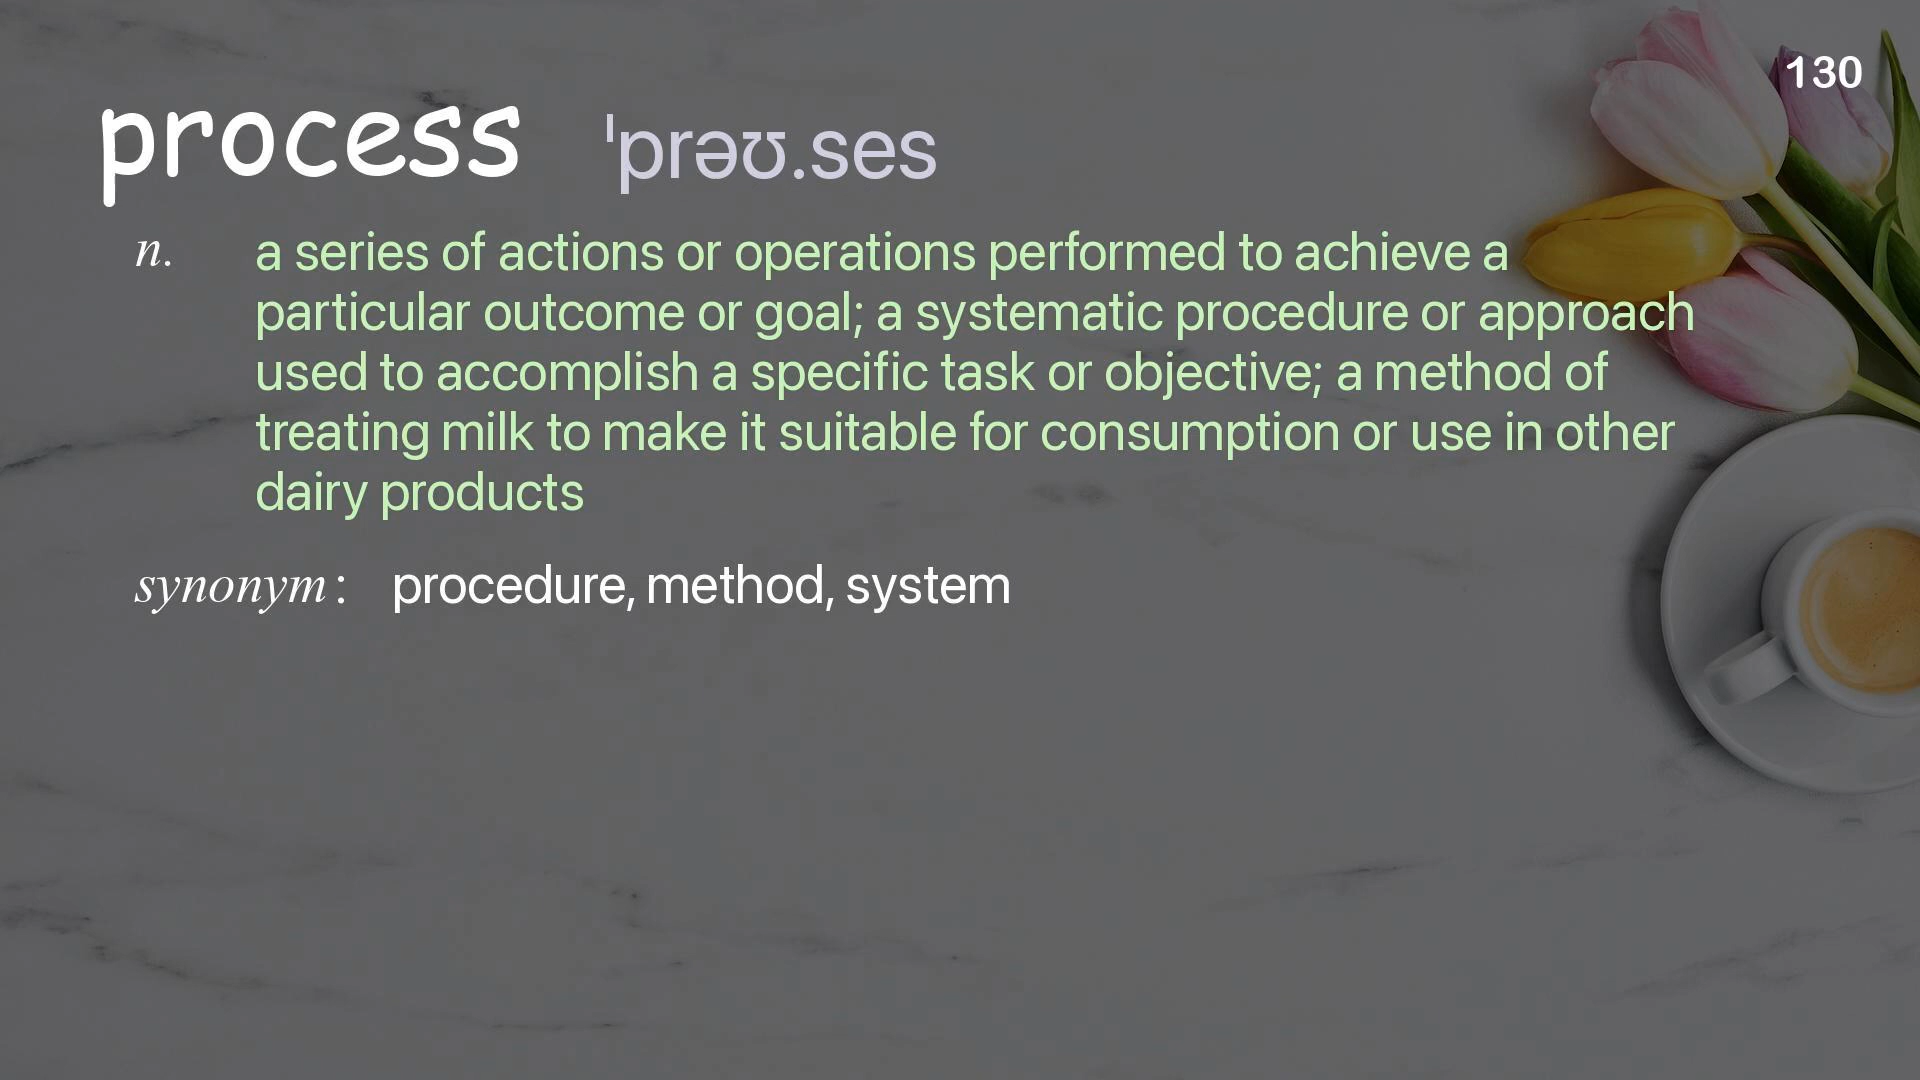 130
process ˈprəʊ.ses
n. a series of actions or operations performed to achieve a
particular outcome or goal; a systematic procedure or approach
used to accomplish a specific task or objective; a method of
treating milk to make it suitable for consumption or use in other
dairy products
synonym: procedure, method, system